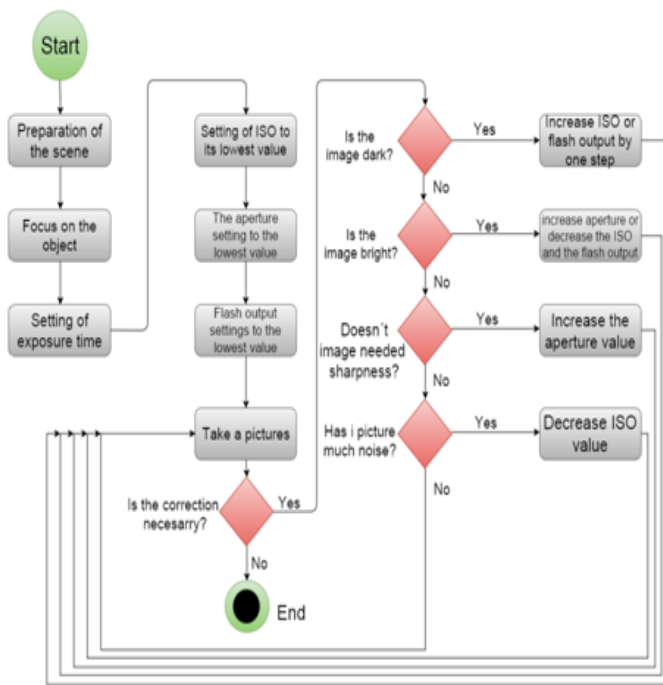 Start
Preparation of
the scene
Focus on the
object
Setting of
exposure time
Setting of ISO to
its lowest value
The aperture
setting to the
lowest value
Flash output
settings to the
lowest value
Take a pictures
Is the correction
necesarry?
Yes
No
End
Is the
image dark?
Yes
Increase ISO or
flash output by
one step
No
Is the
image bright?
Yes
increase aperture or
decrease the ISO
and the flash output
No
Doesn´t
image needed
sharpness?
Yes
Increase the
aperture value
No
Has i picture
much noise?
Yes
Decrease ISO
value
No